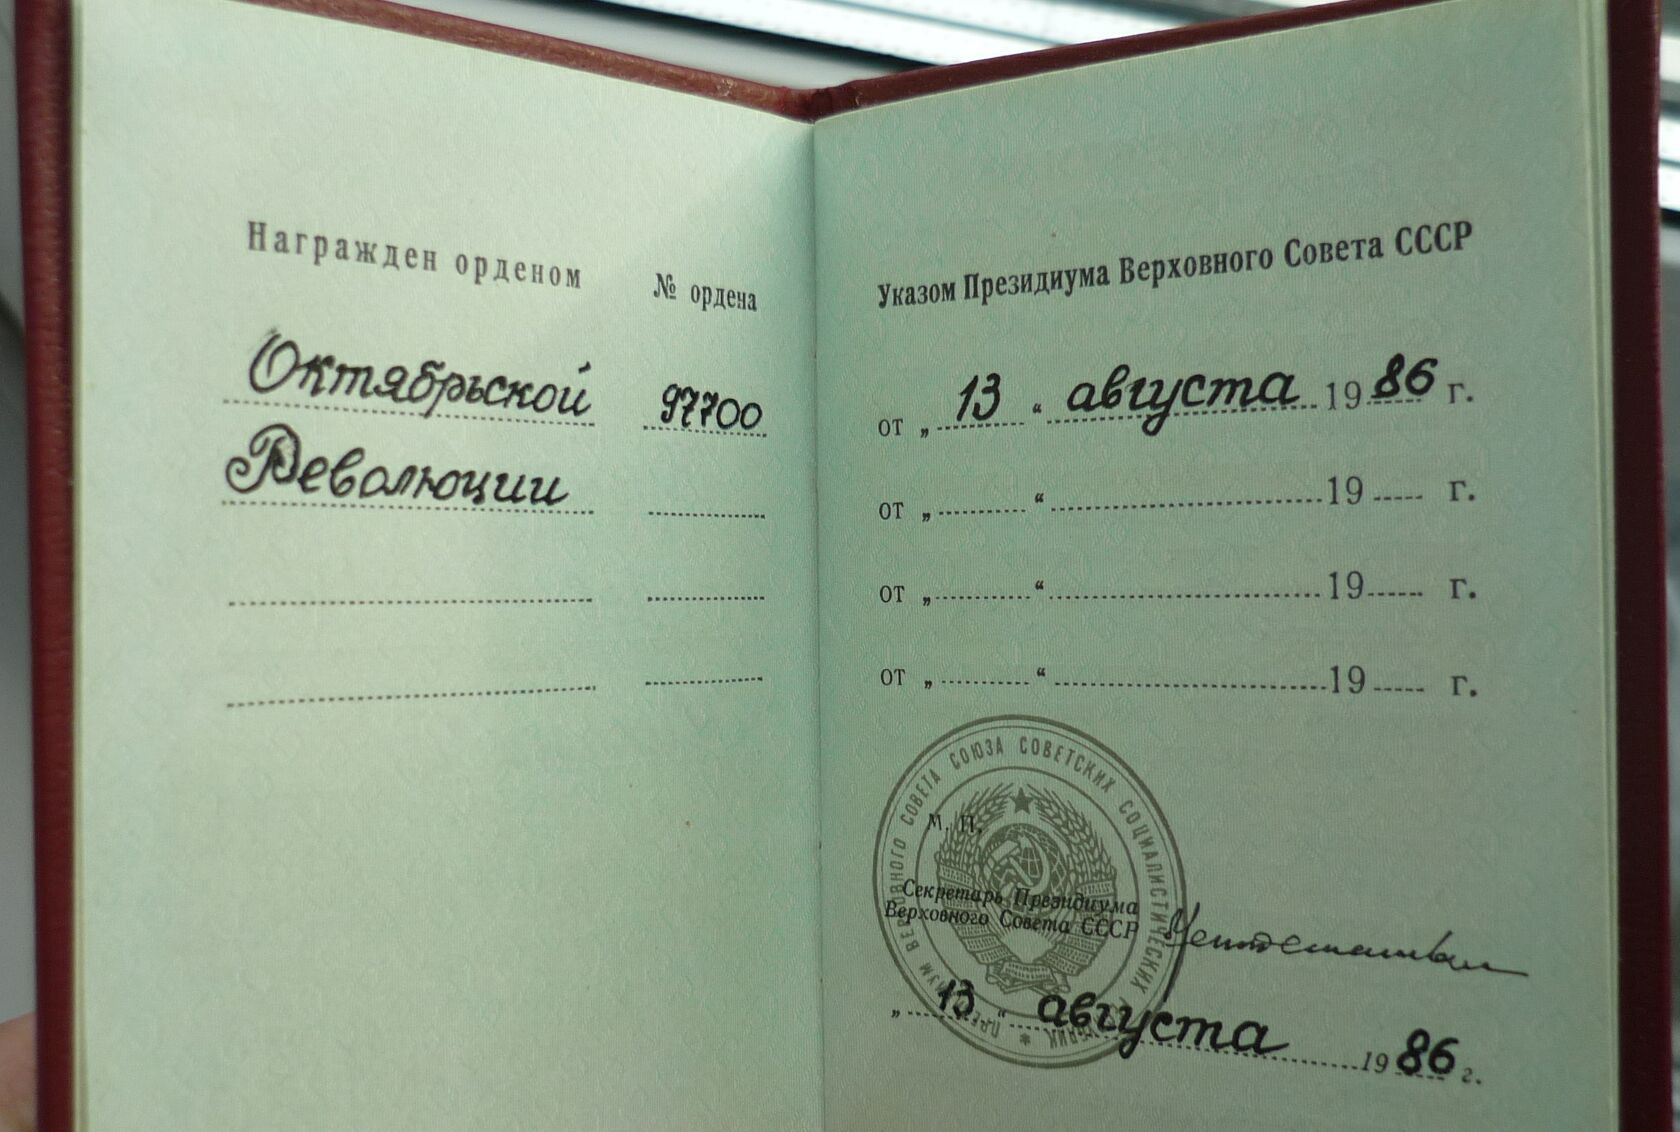 Награжден орденом
№ ордена
Октябрьской
97700
Революции
Указом Президиума Верховного Совета СССР
от „ 13 “ августа 1986 г.
от „ “ 19 г.
от „ “ 19 г.
от „ “ 19 г.
ПРЕЗИДИУМ ВЕРХОВНОГО СОВЕТА СОЮЗА СОВЕТСКИХ СОЦИАЛИСТИЧЕСКИХ РЕСПУБЛИК *
М. П.
Секретарь Президиума
Верховного Совета СССР
„ 13 “ августа 1986 г.